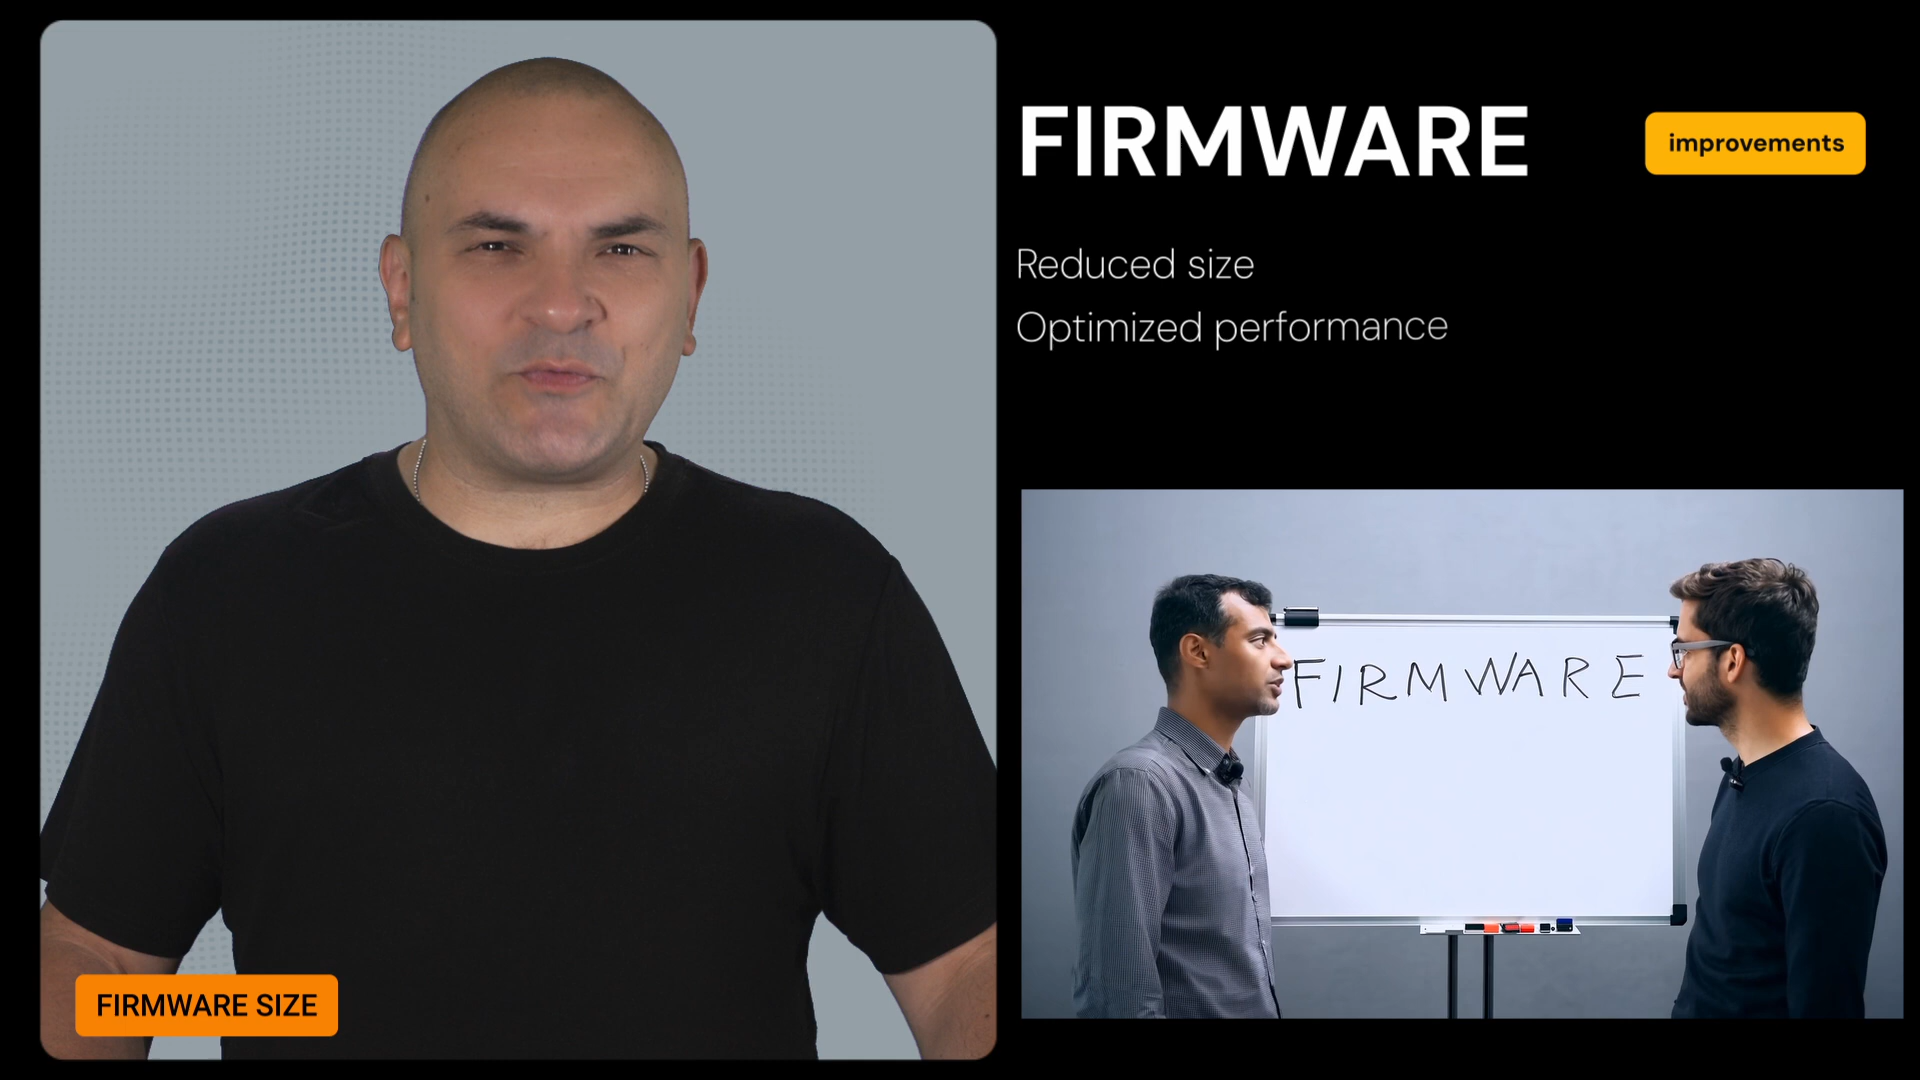 FIRMWARE
improvements
Reduced size
Optimized performance
FIRMWARE
FIRMWARE SIZE